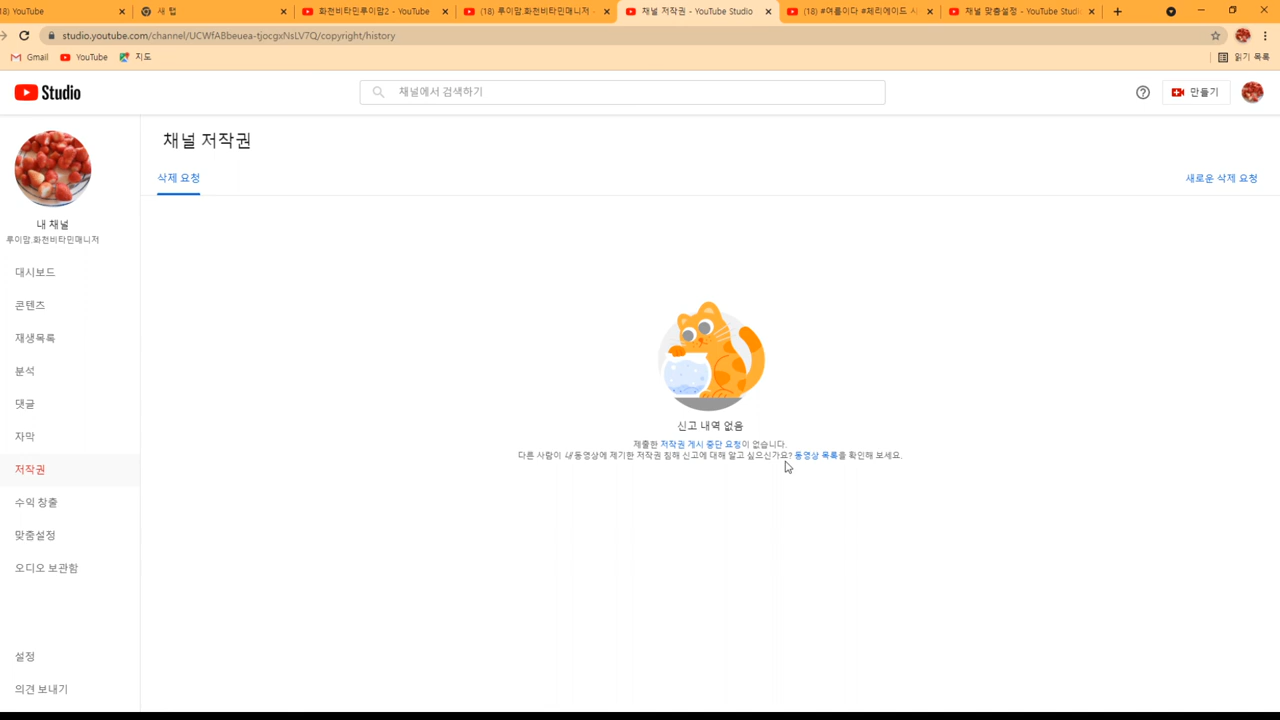 18) YouTube
새 탭
화전비타민루이맘2 - YouTube
(18) 루이맘.화전비타민매니저 -
채널 저작권 - YouTube Studio
(18) #여름이다 #체리에이드 시
채널 맞춤설정 - YouTube Studi
studio.youtube.com/channel/UCWfABbeuea-tjocgxNsLV7Q/copyright/history
Gmail
YouTube
지도
읽기 목록
Studio
채널에서 검색하기
만들기
채널 저작권
삭제 요청
새로운 삭제 요청
내 채널
루이맘.화전비타민매니저
대시보드
콘텐츠
재생목록
분석
댓글
자막
저작권
수익 창출
맞춤설정
오디오 보관함
설정
의견 보내기
신고 내역 없음
제출한 저작권 게시 중단 요청이 없습니다.
다른 사람이 내 동영상에 제기한 저작권 침해 신고에 대해 알고 싶으신가요? 동영상 목록을 확인해 보세요.